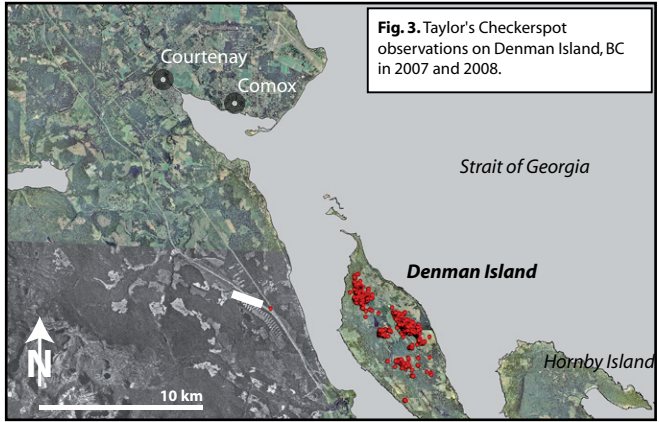 Fig. 3. Taylor's Checkerspot
observations on Denman Island, BC
in 2007 and 2008.
Courtenay
Comox
Strait of Georgia
Denman Island
Hornby Island
N
10 km